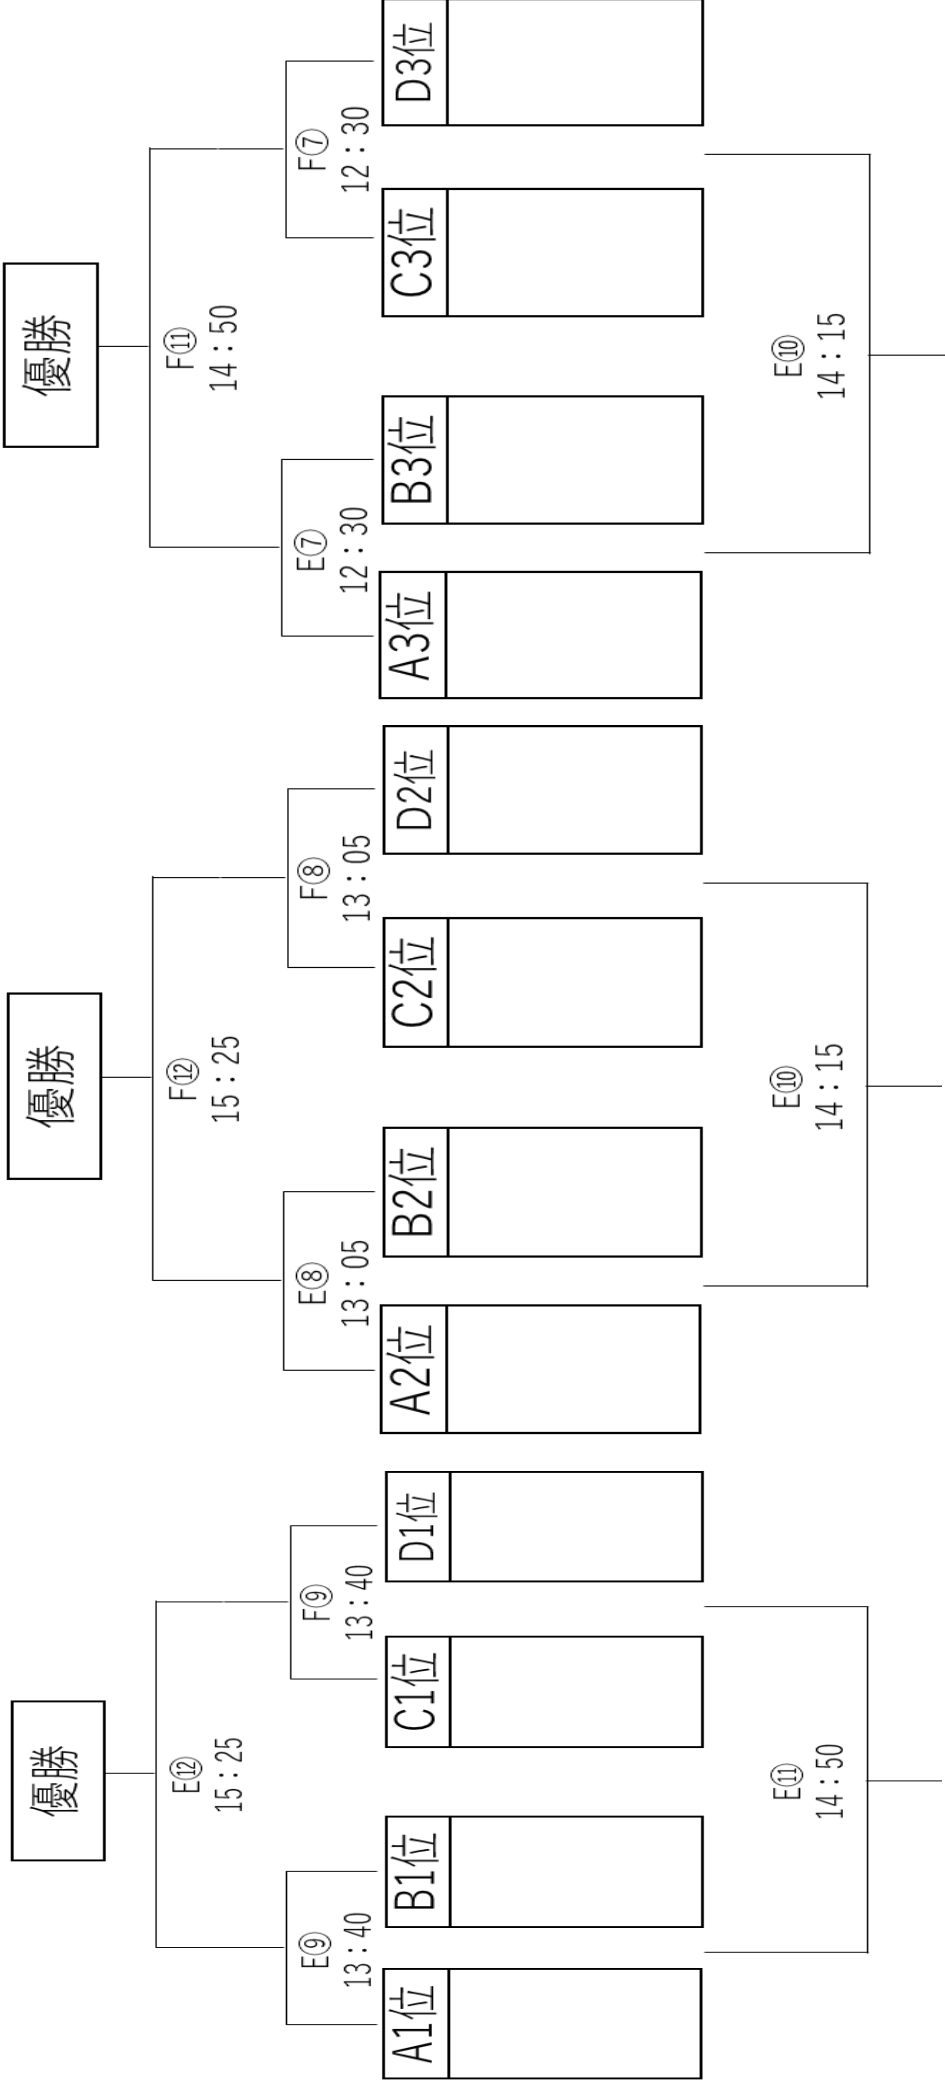 優勝
E⑫
15：25
E⑨
13：40
F⑨
13：40
A1位
B1位
C1位
D1位
E⑪
14：50
優勝
F⑫
15：25
E⑧
13：05
F⑧
13：05
A2位
B2位
C2位
D2位
E⑩
14：15
優勝
F⑪
14：50
E⑦
12：30
F⑦
12：30
A3位
B3位
C3位
D3位
E⑩
14：15